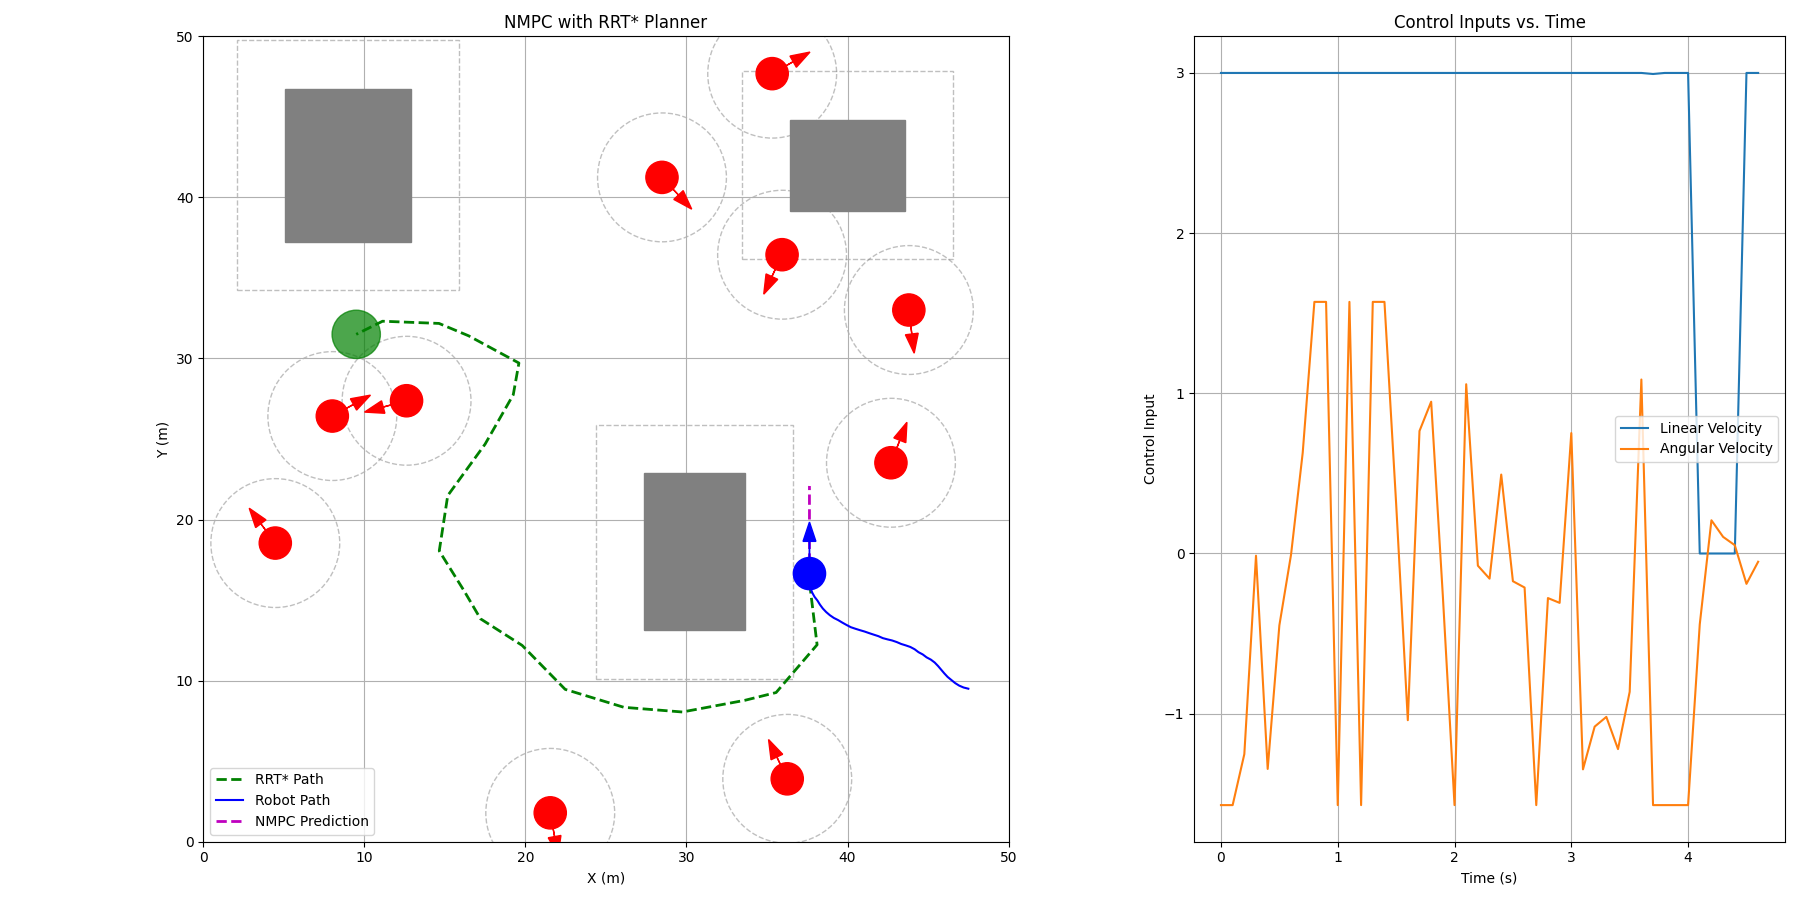 NMPC with RRT* Planner
50
40
30
20
10
0
Y (m)
RRT* Path
Robot Path
NMPC Prediction
0 10 20 30 40 50
X (m)
Control Inputs vs. Time
3
2
1
0
−1
Control Input
Linear Velocity
Angular Velocity
0 1 2 3 4
Time (s)